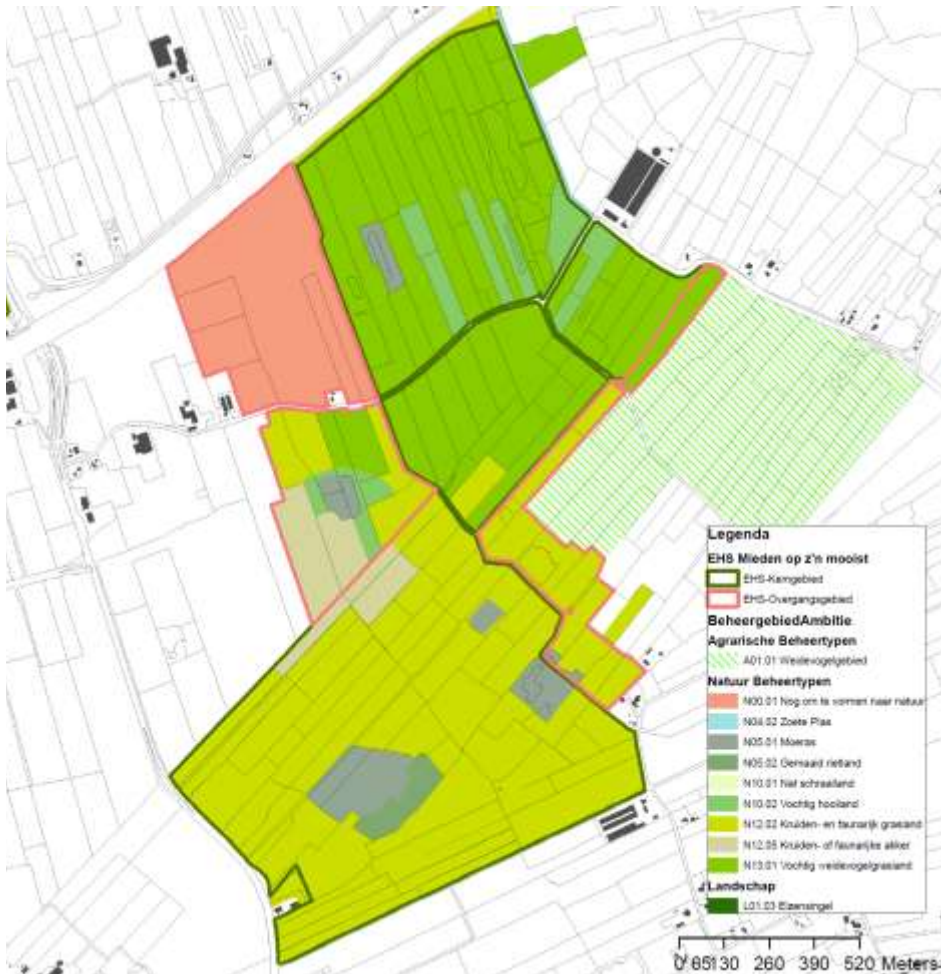 Legenda
EHS Mieden op z'n mooist
EHS-Kerngebied
EHS-Overgangsgebied
BeheergebiedAmbitie
Agrarische Beheertypen
A01.01 Weidevogelgebied
Natuur Beheertypen
N00.01 Nog om te vormen naar natuur
N04.02 Zoete Plas
N05.01 Moeras
N05.02 Gemaaid rietland
N10.01 Nat schraalland
N10.02 Vochtig hooiland
N12.02 Kruiden- en faunarijk grasland
N12.05 Kruiden- of faunarijke akker
N13.01 Vochtig weidevogelgrasland
Landschap
L01.03 Elzensingel
0 65 130 260 390 520 Meters